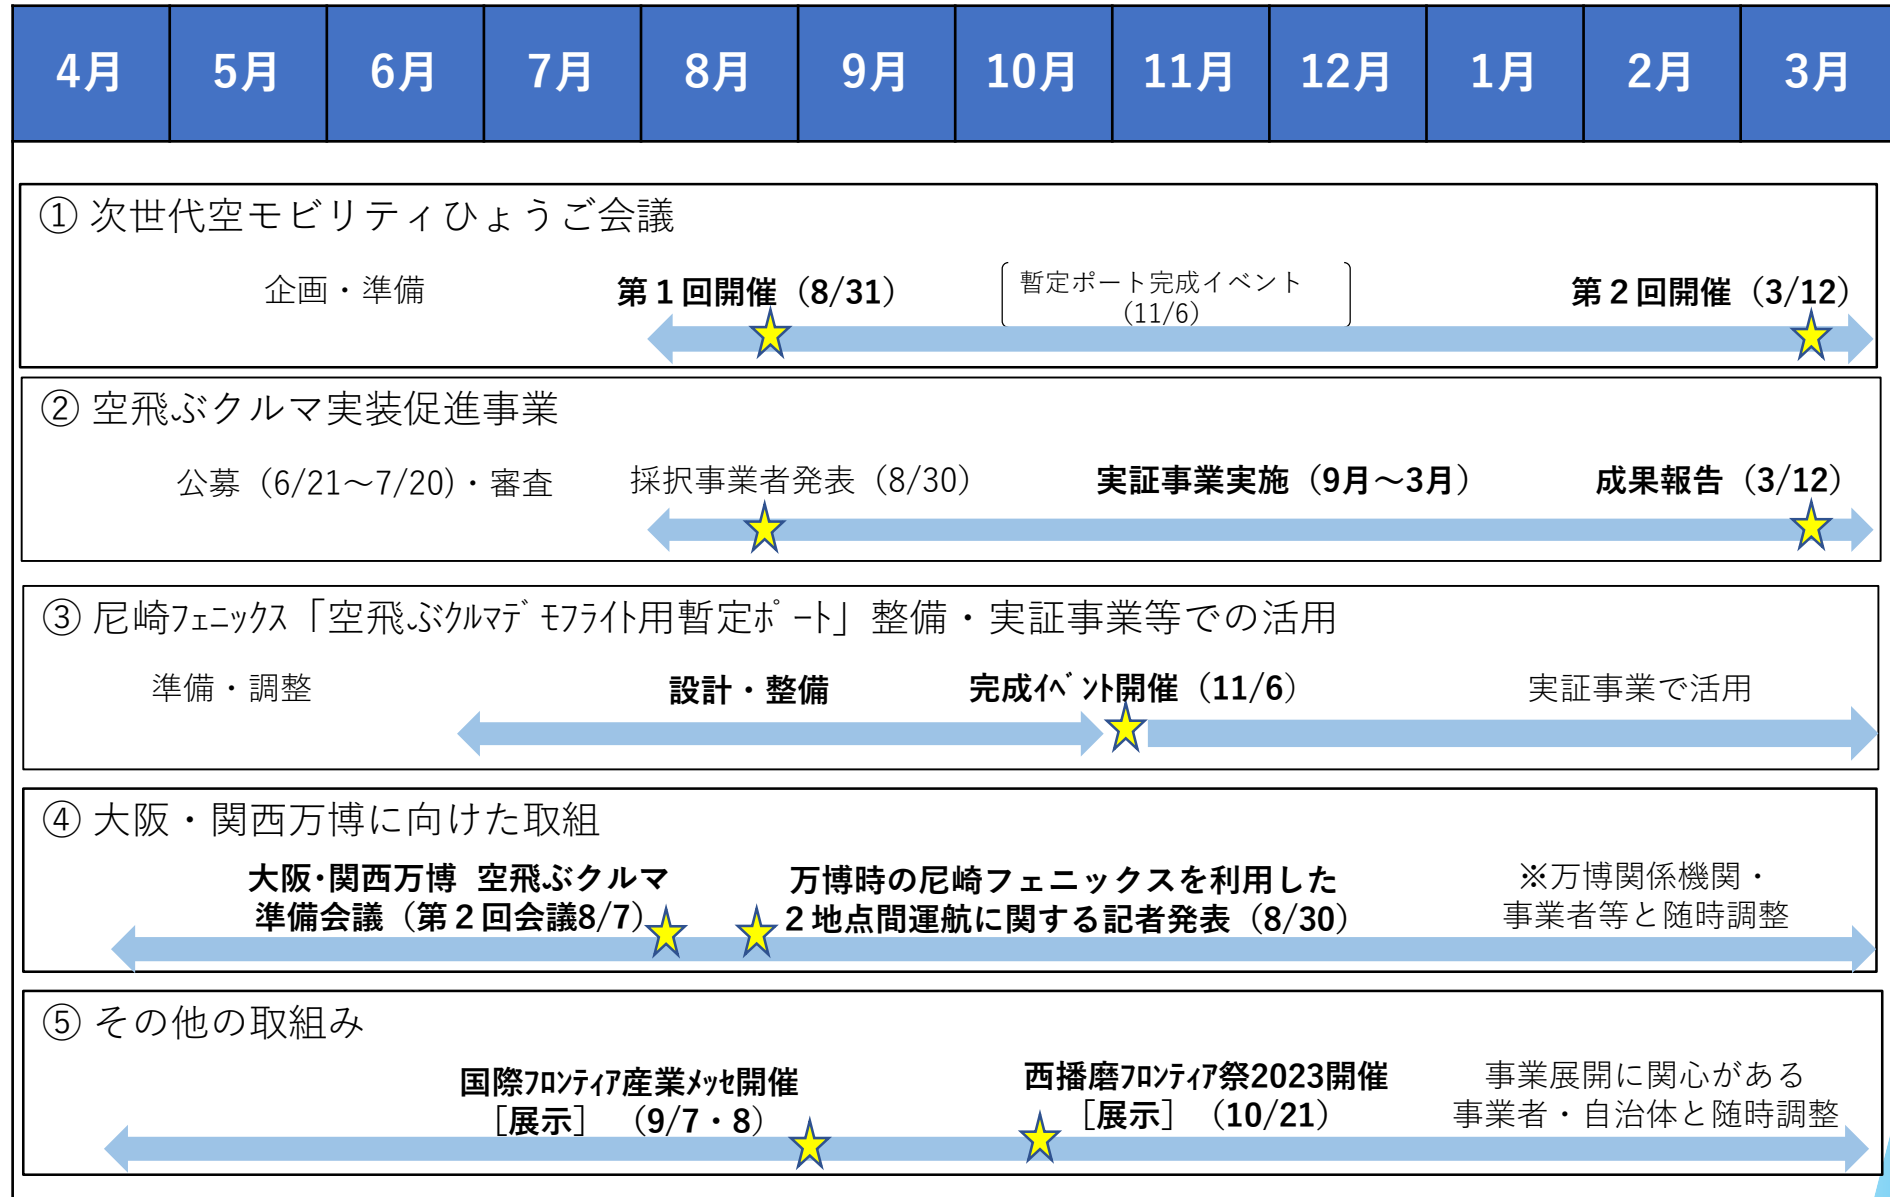 4月 5月 6月 7月 8月 9月 10月 11月 12月 1月 2月 3月
① 次世代空モビリティひょうご会議
企画・準備
第１回開催（8/31）
暫定ポート完成イベント
（11/6）
第２回開催（3/12）
② 空飛ぶクルマ実装促進事業
公募（6/21～7/20）・審査
採択事業者発表（8/30）
実証事業実施（9月～3月）
成果報告（3/12）
③ 尼崎ﾌｪﾆｯｸｽ「空飛ぶｸﾙﾏﾃﾞﾓﾌﾗｲﾄ用暫定ﾎﾟｰﾄ」整備・実証事業等での活用
準備・調整
設計・整備
完成ｲﾍﾞﾝﾄ開催（11/6）
実証事業で活用
④ 大阪・関西万博に向けた取組
大阪･関西万博 空飛ぶクルマ
準備会議（第２回会議8/7）
万博時の尼崎フェニックスを利用した
２地点間運航に関する記者発表（8/30）
※万博関係機関・
事業者等と随時調整
⑤ その他の取組み
国際ﾌﾛﾝﾃｨｱ産業ﾒｯｾ開催
［展示］（9/7・8）
西播磨ﾌﾛﾝﾃｨｱ祭2023開催
［展示］（10/21）
事業展開に関心がある
事業者・自治体と随時調整